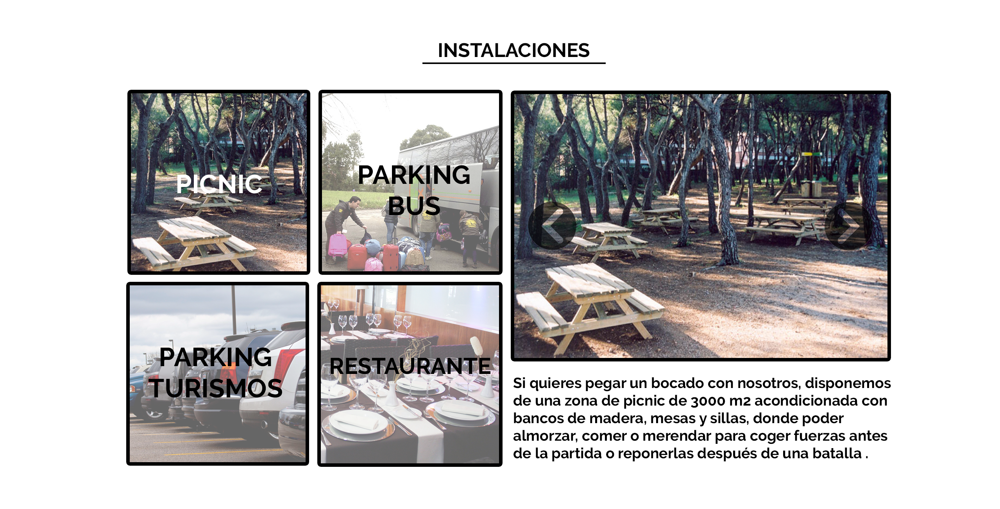 INSTALACIONES
PICNIC
PARKING
BUS
PARKING
TURISMOS
RESTAURANTE
Si quieres pegar un bocado con nosotros, disponemos
de una zona de picnic de 3000 m2 acondicionada con
bancos de madera, mesas y sillas, donde poder
almorzar, comer o merendar para coger fuerzas antes
de la partida o reponerlas después de una batalla .